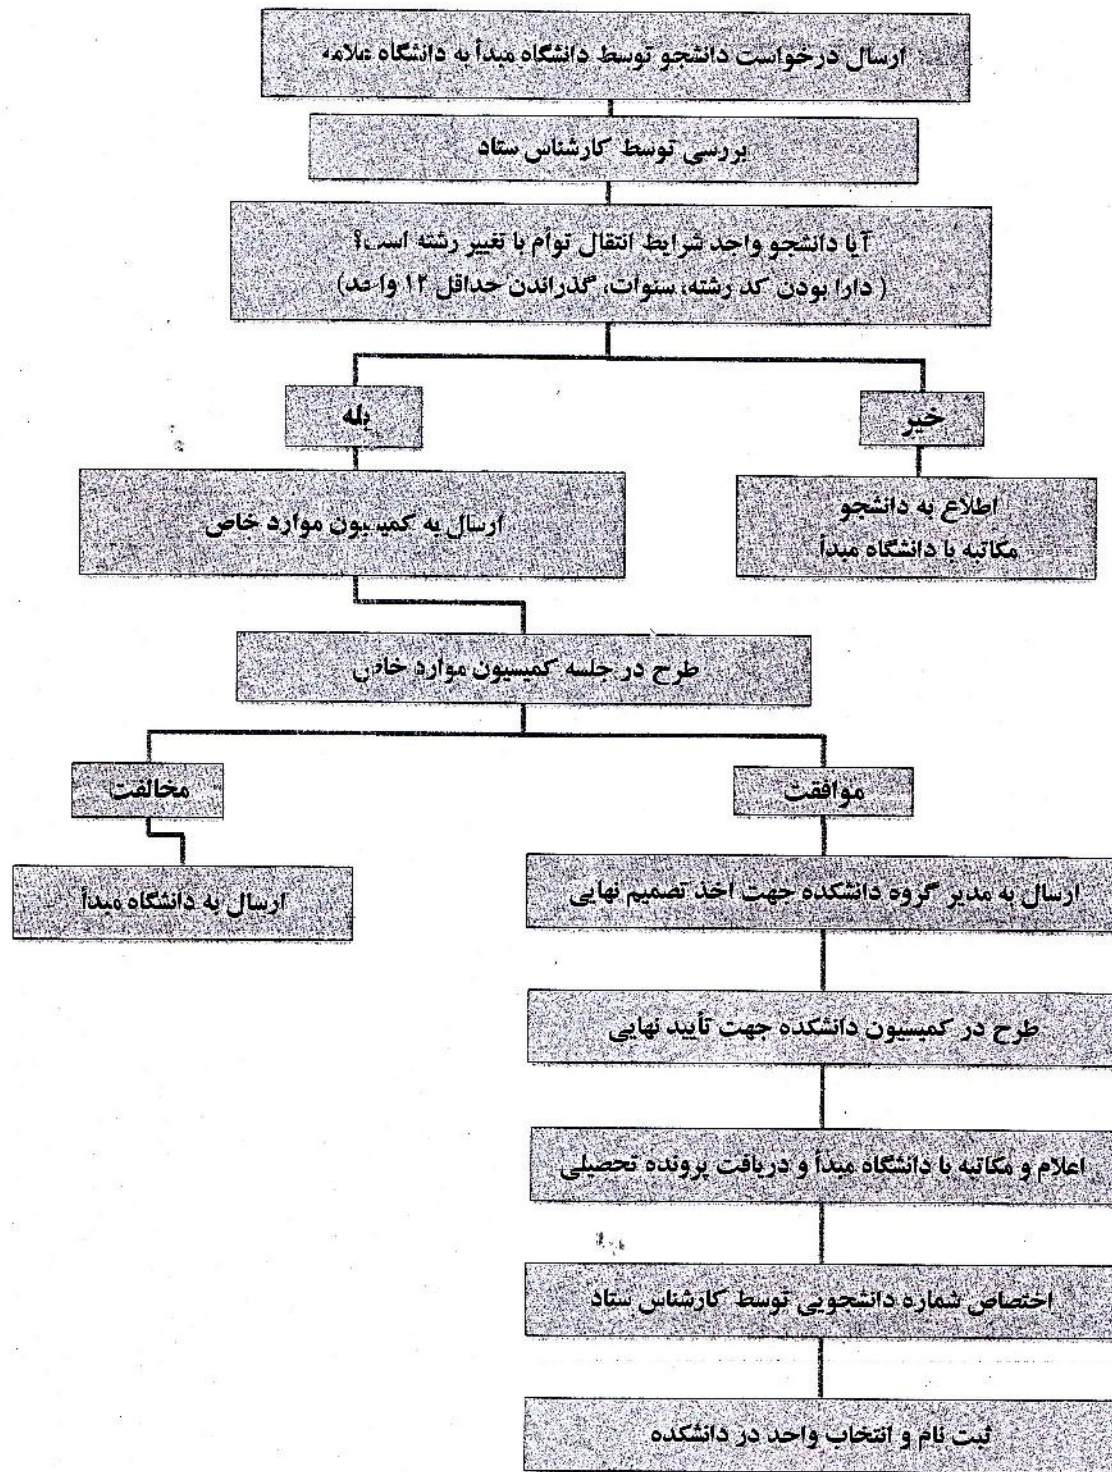 ارسال درخواست دانشجو توسط دانشگاه مبدأ به دانشگاه علامه
بررسی توسط کارشناس ستاد
آیا دانشجو واجد شرایط انتقال توأم با تغییر رشته است؟
(دارا بودن کد رشته، سنوات، گذراندن حداقل ۱۲ واحد)
خیر
بله
اطلاع به دانشجو
مکاتبه با دانشگاه مبدأ
ارسال به کمیسیون موارد خاص
طرح در جلسه کمیسیون موارد خاص
موافقت
مخالفت
ارسال به مدیر گروه دانشکده جهت اخذ تصمیم نهایی
ارسال به دانشگاه مبدأ
طرح در کمیسیون دانشکده جهت تأیید نهایی
اعلام و مکاتبه با دانشگاه مبدأ و دریافت پرونده تحصیلی
اختصاص شماره دانشجویی توسط کارشناس ستاد
ثبت نام و انتخاب واحد در دانشکده